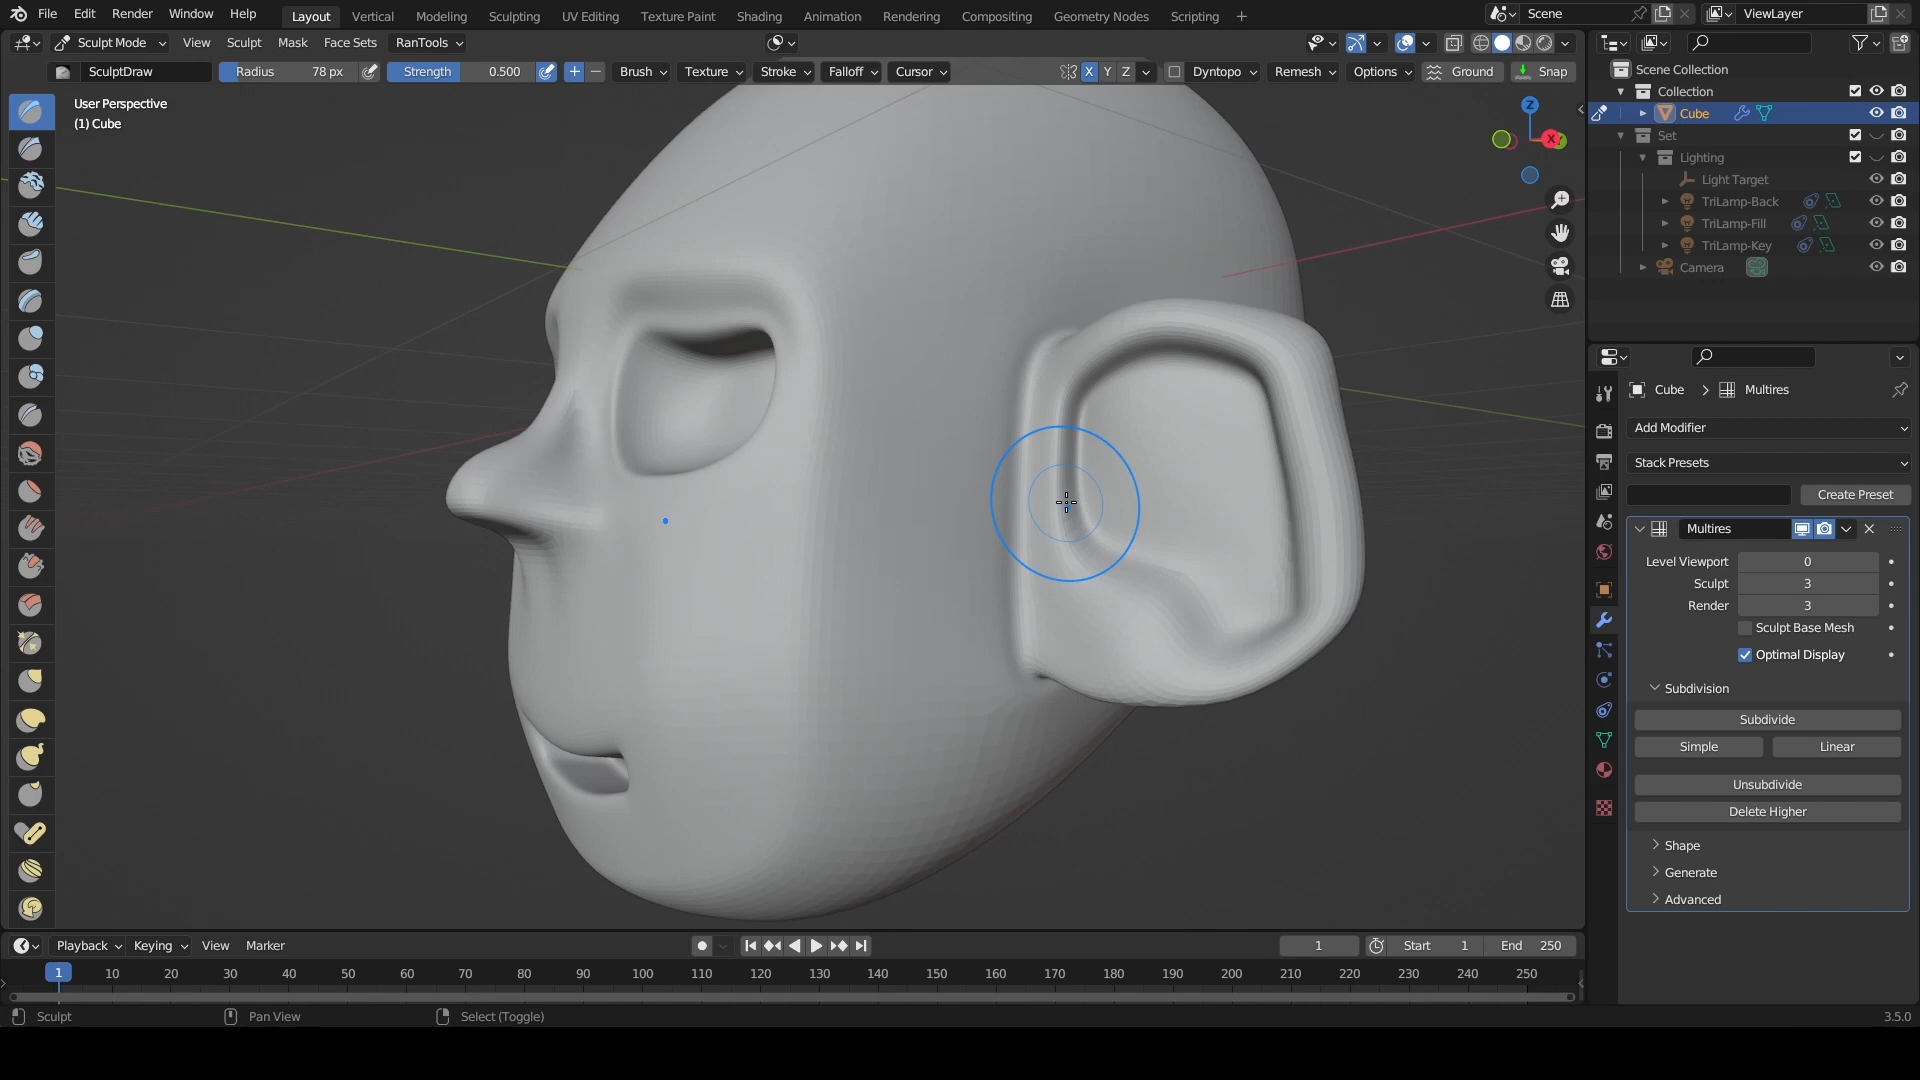 File Edit Render Window Help Layout Vertical Modeling Sculpting UV Editing Texture Paint Shading Animation Rendering Compositing Geometry Nodes Scripting + Scene ViewLayer
Sculpt Mode View Sculpt Mask Face Sets RanTools
SculptDraw Radius 78 px Strength 0.500 Brush Texture Stroke Falloff Cursor X Y Z Dyntopo Remesh Options Ground Snap
User Perspective
(1) Cube
Z
X
Scene Collection
Collection
Cube
Set
Lighting
Light Target
TriLamp-Back
TriLamp-Fill
TriLamp-Key
Camera
Cube > Multires
Add Modifier
Stack Presets
Create Preset
Multires
Level Viewport 0
Sculpt 3
Render 3
Sculpt Base Mesh
Optimal Display
Subdivision
Subdivide
Simple Linear
Unsubdivide
Delete Higher
Shape
Generate
Advanced
Playback Keying View Marker 1 Start 1 End 250
1 10 20 30 40 50 60 70 80 90 100 110 120 130 140 150 160 170 180 190 200 210 220 230 240 250
Sculpt Pan View Select (Toggle) 3.5.0